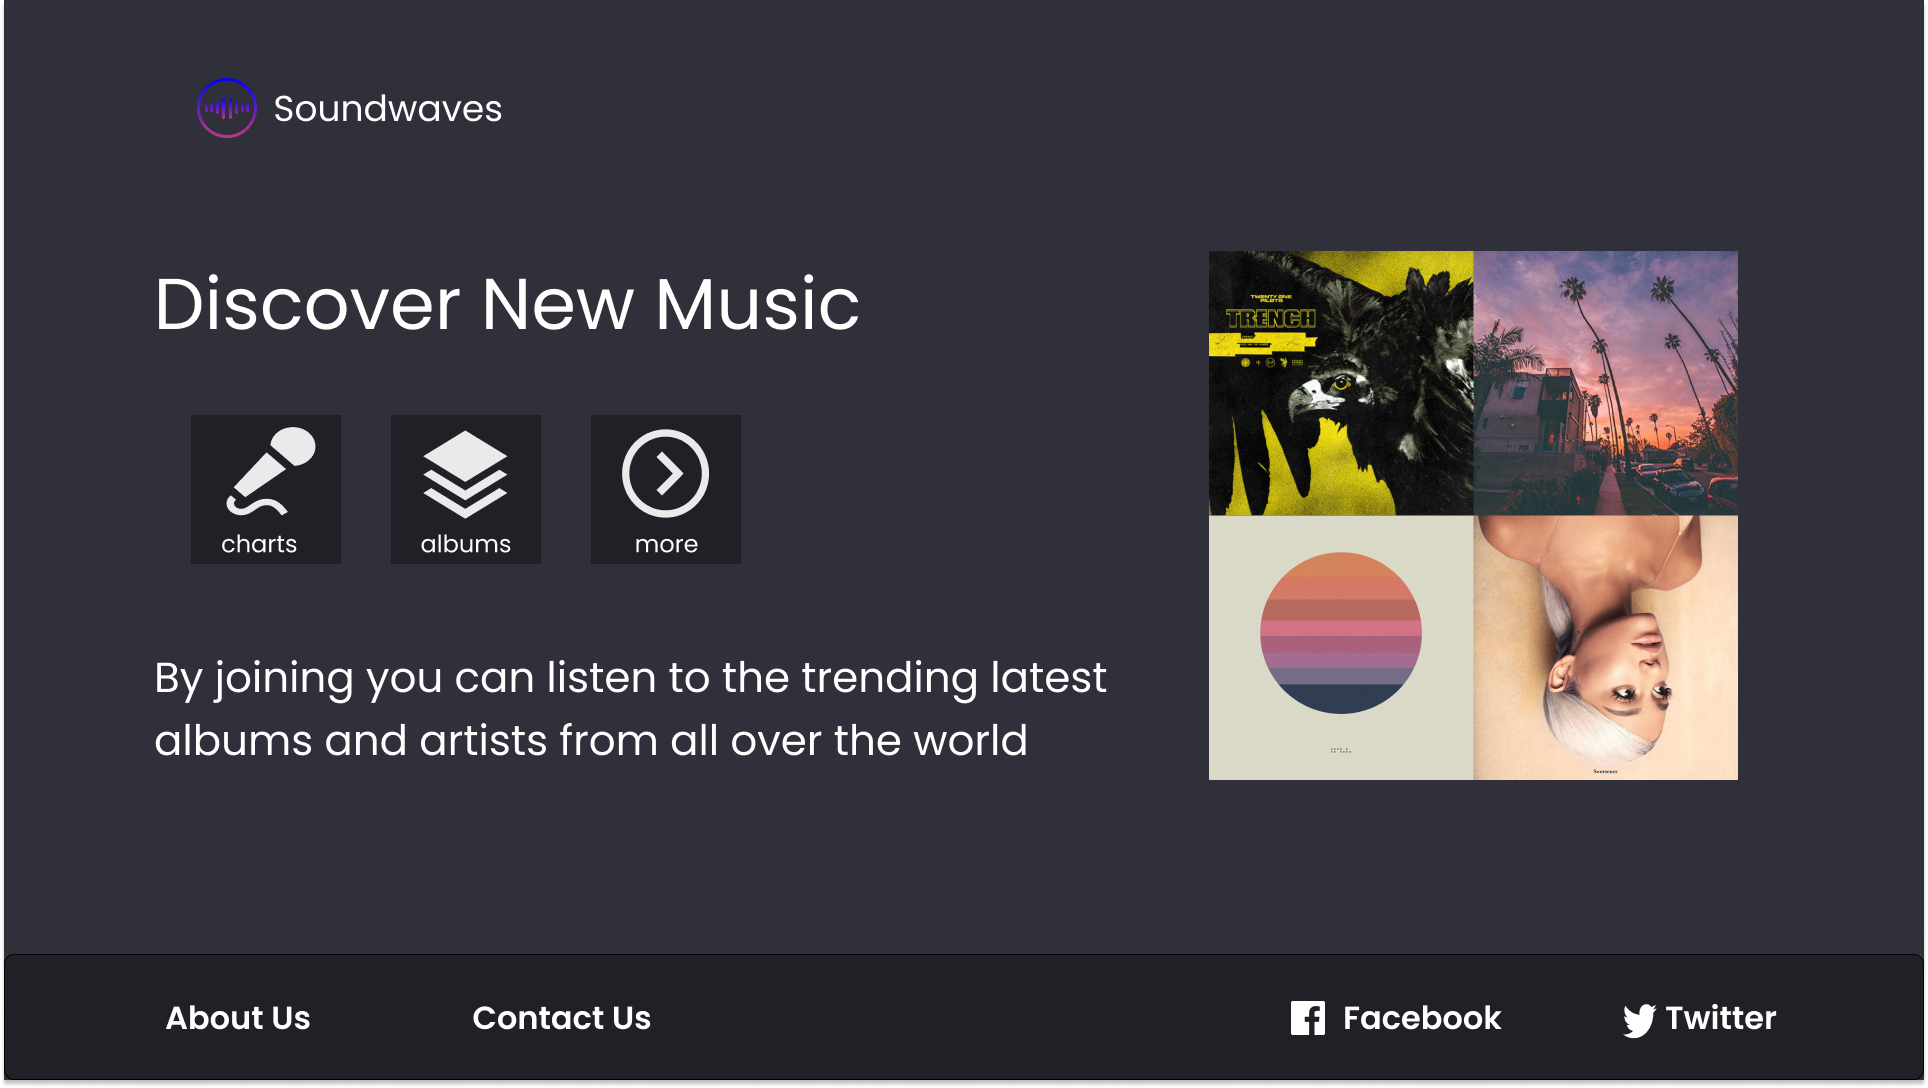 Soundwaves
Discover New Music
TWENTY ONE
PILOTS
TRENCH
charts
albums
more
By joining you can listen to the trending latest
albums and artists from all over the world
Sweetener
About Us
Contact Us
Facebook
Twitter